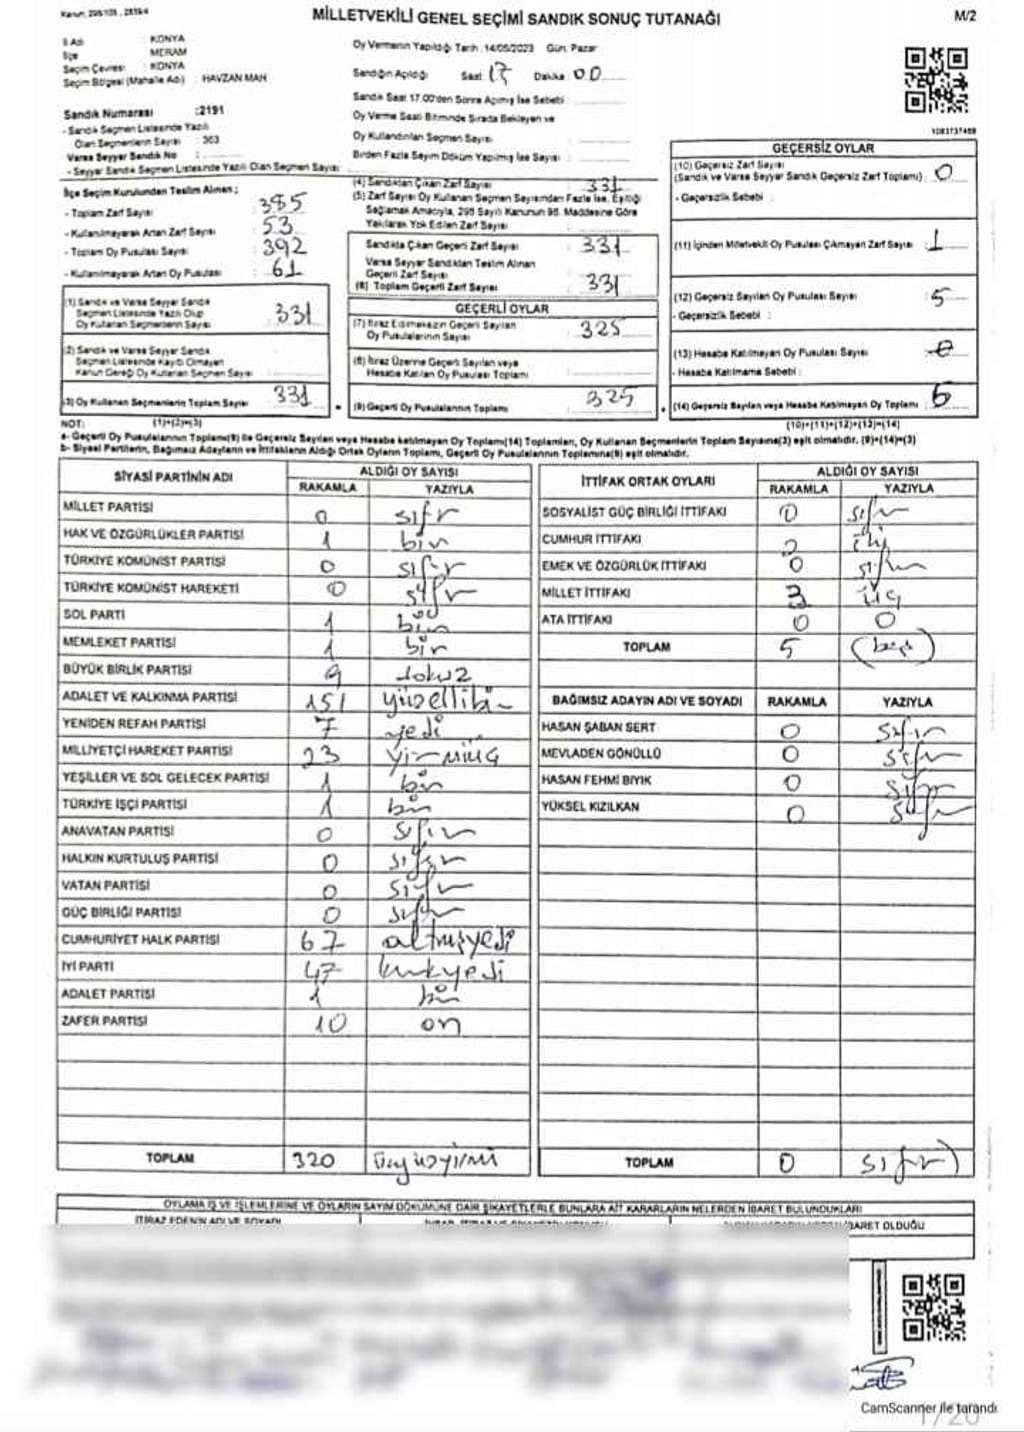 Kanun: 298/105, 2839/4
MİLLETVEKİLİ GENEL SEÇİMİ SANDIK SONUÇ TUTANAĞI
M/2
İl Adı : KONYA
İlçe : MERAM
Seçim Çevresi : KONYA
Seçim Bölgesi (Mahalle Adı) : HAVZAN MAH
Sandık Numarası : 2191
- Sandık Seçmen Listesinde Yazılı
Olan Seçmenlerin Sayısı : 363
Varsa Seyyar Sandık No :
- Seyyar Sandık Seçmen Listesinde Yazılı Olan Seçmen Sayısı :
Oy Vermenin Yapıldığı Tarih :14/05/2023 Gün: Pazar
Sandığın Açıldığı Saat: 17 Dakika: 00
Sandık Saat 17.00'den Sonra Açılmış İse Sebebi :
Oy Verme Saati Bitiminde Sırada Bekleyen ve
Oy Kullandırılan Seçmen Sayısı :
Birden Fazla Sayım Döküm Yapılmış İse Sayısı :
İlçe Seçim Kurulundan Teslim Alınan ;
- Toplam Zarf Sayısı : 385
- Kullanılmayarak Artan Zarf Sayısı : 53
- Toplam Oy Pusulası Sayısı : 392
- Kullanılmayarak Artan Oy Pusulası : 61
(1) Sandık ve Varsa Seyyar Sandık
Seçmen Listesinde Yazılı Olup
Oy Kullanan Seçmenlerin Sayısı : 331
(2) Sandık ve Varsa Seyyar Sandık
Seçmen Listesinde Kayıtlı Olmayan
Kanun Gereği Oy Kullanan Seçmen Sayısı :
(3) Oy Kullanan Seçmenlerin Toplam Sayısı : 331
(1)+(2)=(3)
(4) Sandıktan Çıkan Zarf Sayısı : 331
(5) Zarf Sayısı Oy Kullanan Seçmen Sayısından Fazla İse, Eşitliği
Sağlamak Amacıyla, 298 Sayılı Kanunun 98. Maddesine Göre
Yakılarak Yok Edilen Zarf Sayısı :
Sandıkta Çıkan Geçerli Zarf Sayısı : 331
Varsa Seyyar Sandıktan Teslim Alınan
Geçerli Zarf Sayısı
(6) Toplam Geçerli Zarf Sayısı : 331
GEÇERLİ OYLAR
(7) İtiraz Edilmeksizin Geçerli Sayılan
Oy Pusulalarının Sayısı : 325
(8) İtiraz Üzerine Geçerli Sayılan veya
Hesaba Katılan Oy Pusulası Toplamı
(9) Geçerli Oy Pusulalarının Toplamı : 325
1083737469
GEÇERSİZ OYLAR
(10) Geçersiz Zarf Sayısı
(Sandık ve Varsa Seyyar Sandık Geçersiz Zarf Toplamı) : 0
- Geçersizlik Sebebi :
(11) İçinden Milletvekili Oy Pusulası Çıkmayan Zarf Sayısı : 1
(12) Geçersiz Sayılan Oy Pusulası Sayısı : 5
- Geçersizlik Sebebi :
(13) Hesaba Katılmayan Oy Pusulası Sayısı : 0
- Hesaba Katılmama Sebebi :
(14) Geçersiz Sayılan veya Hesaba Katılmayan Oy Toplamı : 6
(10)+(11)+(12)+(13)=(14)
NOT:
a- Geçerli Oy Pusulalarının Toplamı(9) ile Geçersiz Sayılan veya Hesaba katılmayan Oy Toplamı(14) Toplamları, Oy Kullanan Seçmenlerin Toplam Sayısına(3) eşit olmalıdır. (9)+(14)=(3)
b- Siyasi Partilerin, Bağımsız Adayların ve İttifakların Aldığı Ortak Oyların Toplamı, Geçerli Oy Pusulalarının Toplamına(9) eşit olmalıdır.
SİYASİ PARTİNİN ADI ALDIĞI OY SAYISI
RAKAMLA YAZIYLA
MİLLET PARTİSİ 0 sıfır
HAK VE ÖZGÜRLÜKLER PARTİSİ 1 bir
TÜRKİYE KOMÜNİST PARTİSİ 0 sıfır
TÜRKİYE KOMÜNİST HAREKETİ 0 sıfır
SOL PARTİ 1 bir
MEMLEKET PARTİSİ 1 bir
BÜYÜK BİRLİK PARTİSİ 9 dokuz
ADALET VE KALKINMA PARTİSİ 151 yüzellibir
YENİDEN REFAH PARTİSİ 7 yedi
MİLLİYETÇİ HAREKET PARTİSİ 23 yirmiüç
YEŞİLLER VE SOL GELECEK PARTİSİ 1 bir
TÜRKİYE İŞÇİ PARTİSİ 1 bir
ANAVATAN PARTİSİ 0 sıfır
HALKIN KURTULUŞ PARTİSİ 0 sıfır
VATAN PARTİSİ 0 sıfır
GÜÇ BİRLİĞİ PARTİSİ 0 sıfır
CUMHURİYET HALK PARTİSİ 67 altmışyedi
İYİ PARTİ 47 kırkyedi
ADALET PARTİSİ 1 bir
ZAFER PARTİSİ 10 on
TOPLAM 320 üçyüzyirmi
İTTİFAK ORTAK OYLARI ALDIĞI OY SAYISI
RAKAMLA YAZIYLA
SOSYALİST GÜÇ BİRLİĞİ İTTİFAKI 0 sıfır
CUMHUR İTTİFAKI 2 iki
EMEK VE ÖZGÜRLÜK İTTİFAKI 0 sıfır
MİLLET İTTİFAKI 3 üç
ATA İTTİFAKI 0 0
TOPLAM 5 (beş)
BAĞIMSIZ ADAYIN ADI VE SOYADI RAKAMLA YAZIYLA
HASAN ŞABAN SERT 0 sıfır
MEVLADEN GÖNÜLLÜ 0 sıfır
HASAN FEHMİ BIYIK 0 sıfır
YÜKSEL KIZILKAN 0 sıfır
TOPLAM 0 sıfır)
OYLAMA İŞ VE İŞLEMLERİNE VE OYLARIN SAYIM DÖKÜMÜNE DAİR ŞİKAYETLERLE BUNLARA AİT KARARLARIN NELERDEN İBARET BULUNDUKLARI
İTİRAZ EDENİN ADI VE SOYADI
İBARET OLDUĞU
CamScanner ile tarandı
1/20